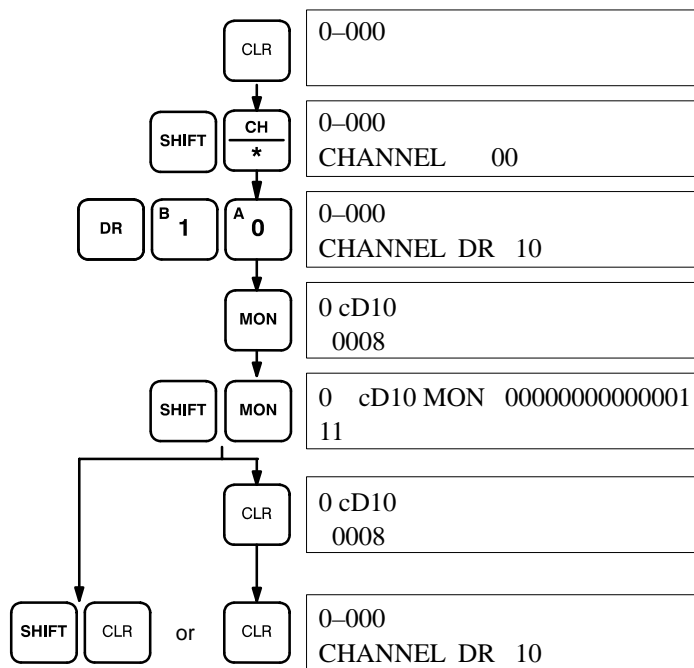 CLR
0–000
SHIFT CH *
0–000
CHANNEL 00
DR B 1 A 0
0–000
CHANNEL DR 10
MON
0 cD10
0008
SHIFT MON
0 cD10 MON 00000000000001
11
CLR
0 cD10
0008
SHIFT CLR or CLR
0–000
CHANNEL DR 10